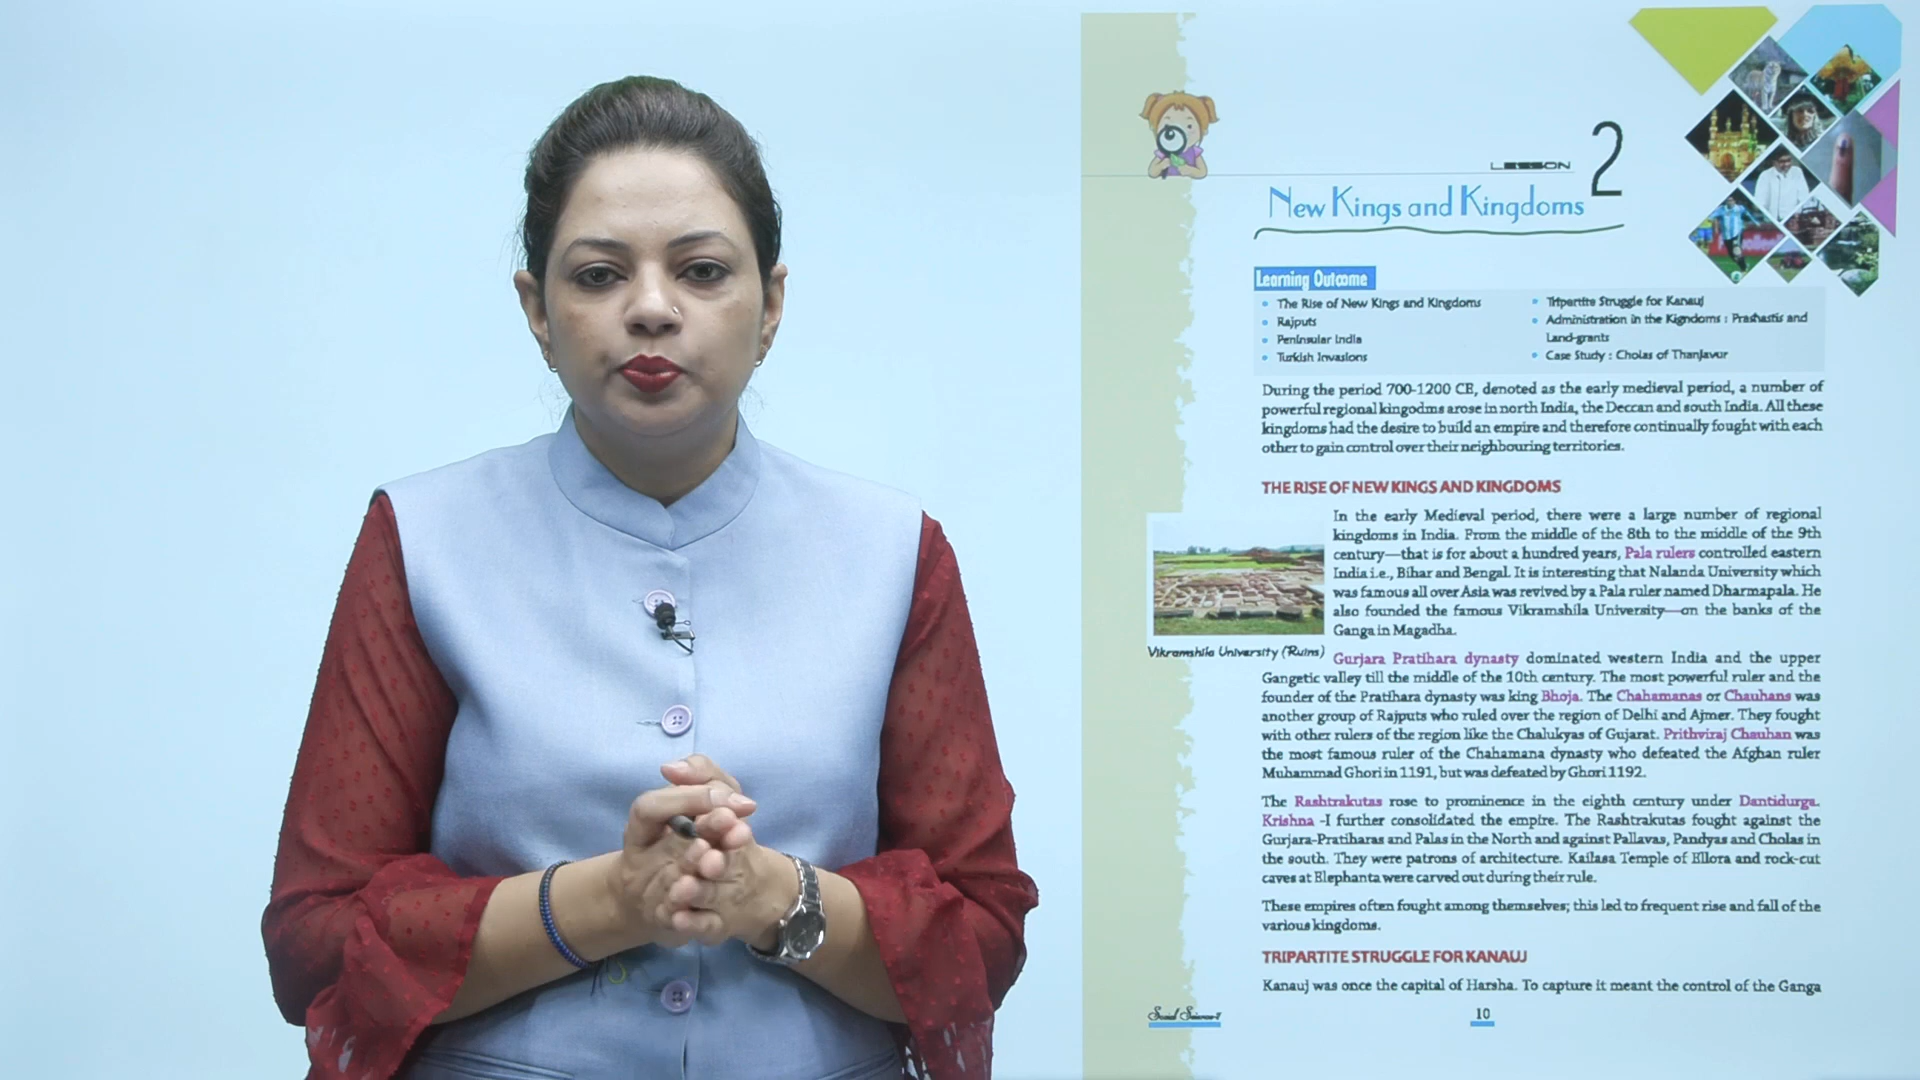 LESSON 2
New Kings and Kingdoms
Learning Outcome
• The Rise of New Kings and Kingdoms
• Rajputs
• Peninsular India
• Turkish Invasions
• Tripartite Struggle for Kanauj
• Administration in the Kigndoms : Prashastis and
Land-grants
• Case Study : Cholas of Thanjavur
During the period 700-1200 CE, denoted as the early medieval period, a number of
powerful regional kingodms arose in north India, the Deccan and south India. All these
kingdoms had the desire to build an empire and therefore continually fought with each
other to gain control over their neighbouring territories.
THE RISE OF NEW KINGS AND KINGDOMS
In the early Medieval period, there were a large number of regional
kingdoms in India. From the middle of the 8th to the middle of the 9th
century—that is for about a hundred years, Pala rulers controlled eastern
India i.e., Bihar and Bengal. It is interesting that Nalanda University which
was famous all over Asia was revived by a Pala ruler named Dharmapala. He
also founded the famous Vikramshila University—on the banks of the
Ganga in Magadha.
Vikramshila University (Ruins)
Gurjara Pratihara dynasty dominated western India and the upper
Gangetic valley till the middle of the 10th century. The most powerful ruler and the
founder of the Pratihara dynasty was king Bhoja. The Chahamanas or Chauhans was
another group of Rajputs who ruled over the region of Delhi and Ajmer. They fought
with other rulers of the region like the Chalukyas of Gujarat. Prithviraj Chauhan was
the most famous ruler of the Chahamana dynasty who defeated the Afghan ruler
Muhammad Ghori in 1191, but was defeated by Ghori 1192.
The Rashtrakutas rose to prominence in the eighth century under Dantidurga.
Krishna -I further consolidated the empire. The Rashtrakutas fought against the
Gurjara-Pratiharas and Palas in the North and against Pallavas, Pandyas and Cholas in
the south. They were patrons of architecture. Kailasa Temple of Ellora and rock-cut
caves at Elephanta were carved out during their rule.
These empires often fought among themselves; this led to frequent rise and fall of the
various kingdoms.
TRIPARTITE STRUGGLE FOR KANAUJ
Kanauj was once the capital of Harsha. To capture it meant the control of the Ganga
Social Science-7
10